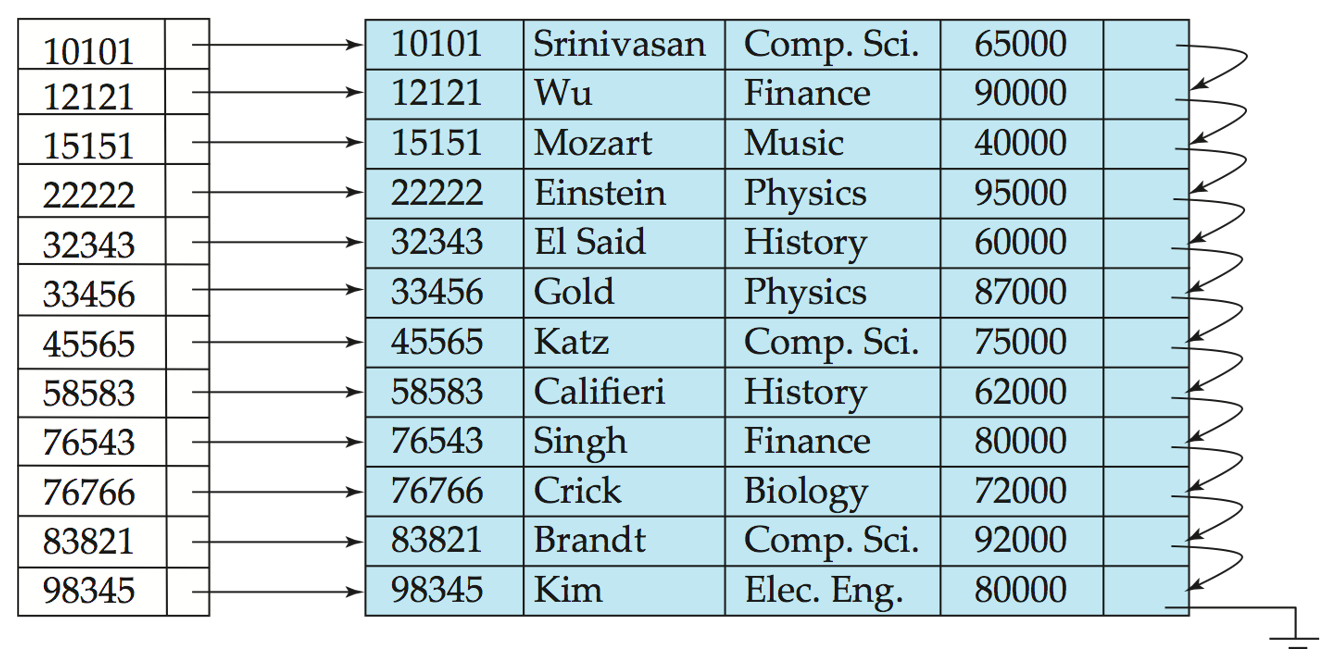 10101 10101 Srinivasan Comp. Sci. 65000
12121 12121 Wu Finance 90000
15151 15151 Mozart Music 40000
22222 22222 Einstein Physics 95000
32343 32343 El Said History 60000
33456 33456 Gold Physics 87000
45565 45565 Katz Comp. Sci. 75000
58583 58583 Califieri History 62000
76543 76543 Singh Finance 80000
76766 76766 Crick Biology 72000
83821 83821 Brandt Comp. Sci. 92000
98345 98345 Kim Elec. Eng. 80000